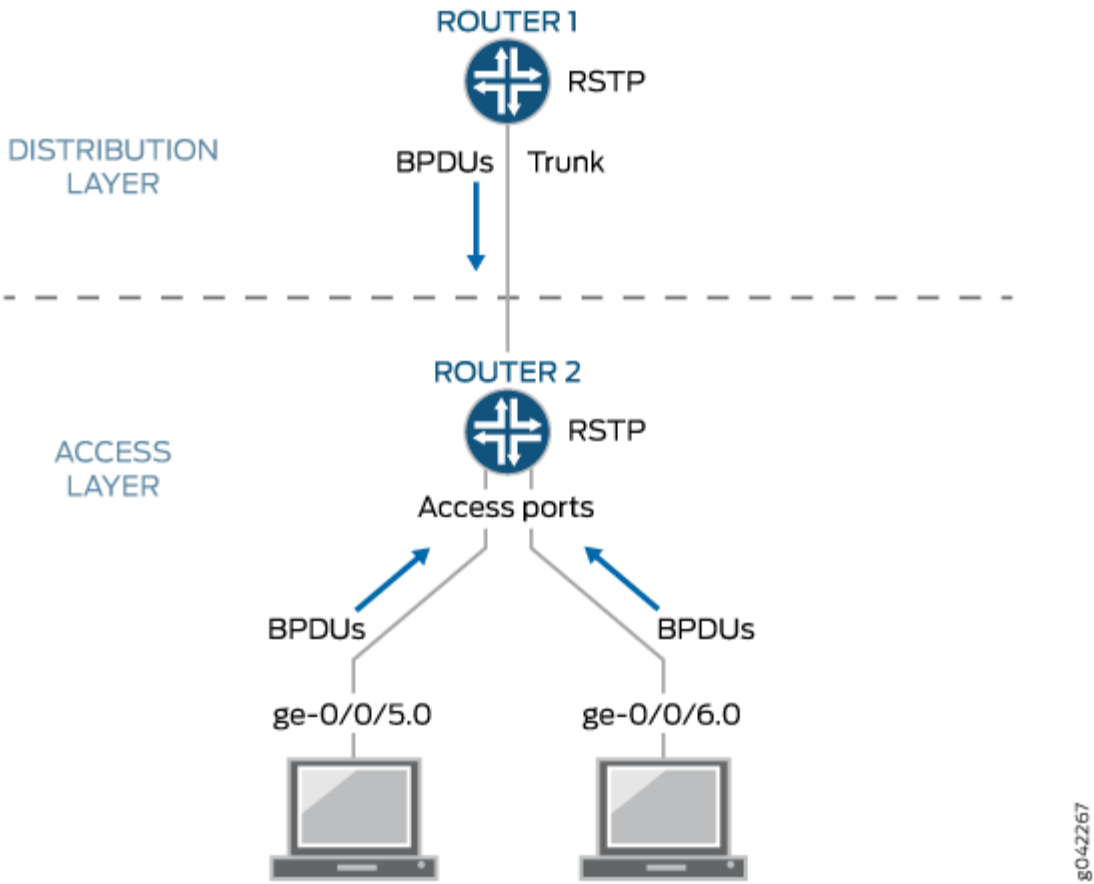 ROUTER 1
RSTP
DISTRIBUTION
LAYER
BPDUs
Trunk
ROUTER 2
RSTP
ACCESS
LAYER
Access ports
BPDUs
BPDUs
ge-0/0/5.0
ge-0/0/6.0
g042267